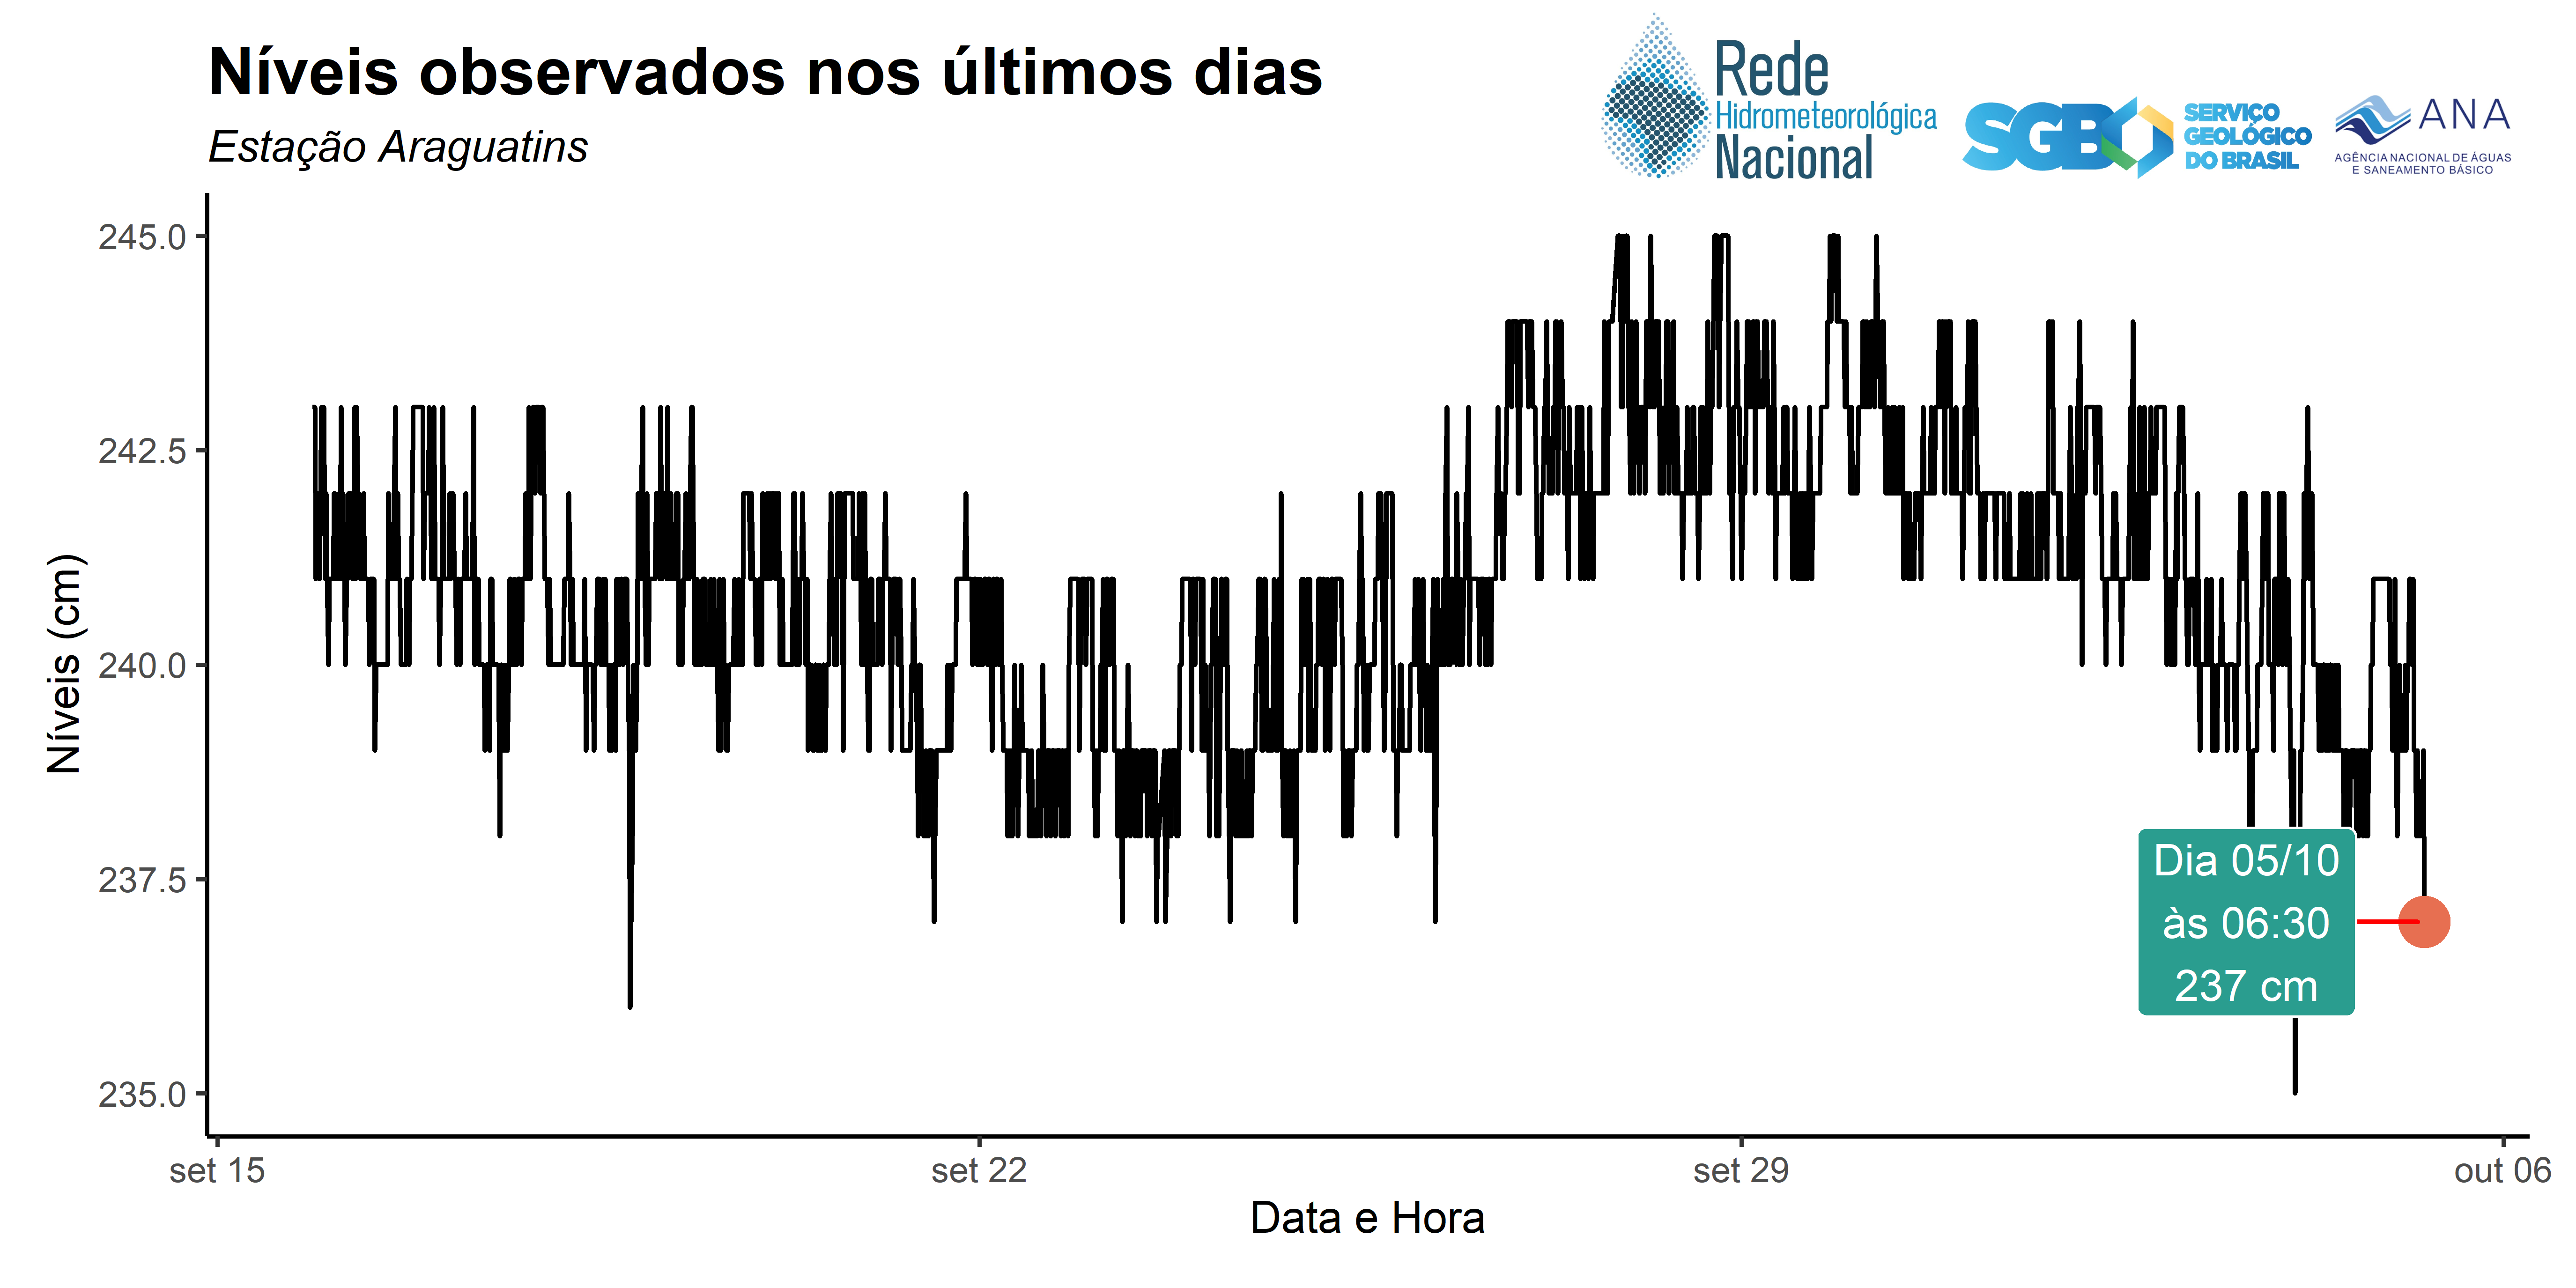 Níveis observados nos últimos dias
Estação Araguatins
Rede
Hidrometeorológica
Nacional
SGB
SERVIÇO
GEOLÓGICO
DO BRASIL
ANA
AGÊNCIA NACIONAL DE ÁGUAS
E SANEAMENTO BÁSICO
Níveis (cm)
245.0
242.5
240.0
237.5
235.0
Dia 05/10
às 06:30
237 cm
set 15
set 22
set 29
out 06
Data e Hora